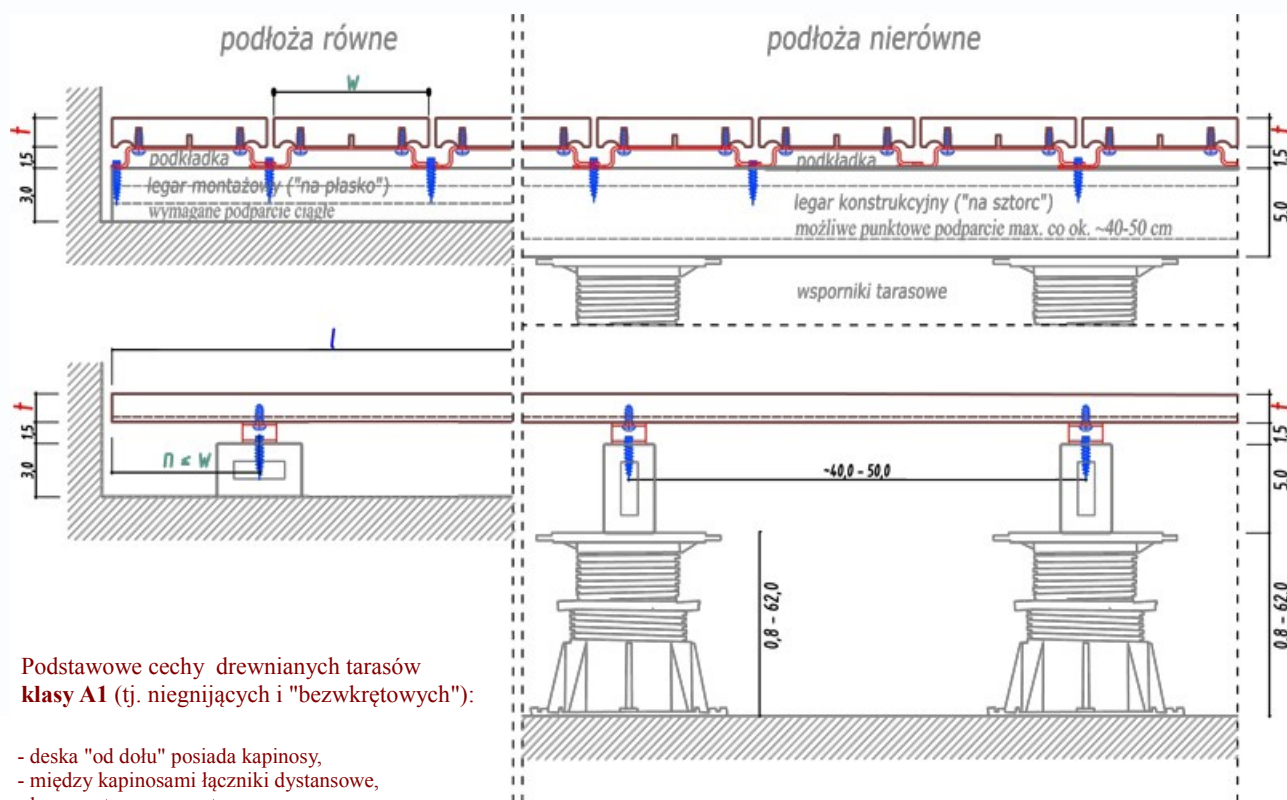 podłoża równe
podłoża nierówne
w
t
1,5
3,0
podkładka
legar montażowy ("na płasko")
wymagane podparcie ciągłe
podkładka
legar konstrukcyjny ("na sztorc")
możliwe punktowe podparcie max. co ok. ~40-50 cm
wsporniki tarasowe
t
1,5
5,0
l
t
1,5
3,0
n < w
~40,0 - 50,0
0,8 - 62,0
t
1,5
5,0
0,8 - 62,0
Podstawowe cechy drewnianych tarasów
klasy A1 (tj. niegnijących i "bezwkrętowych"):
- deska "od dołu" posiada kapinosy,
- między kapinosami łączniki dystansowe,